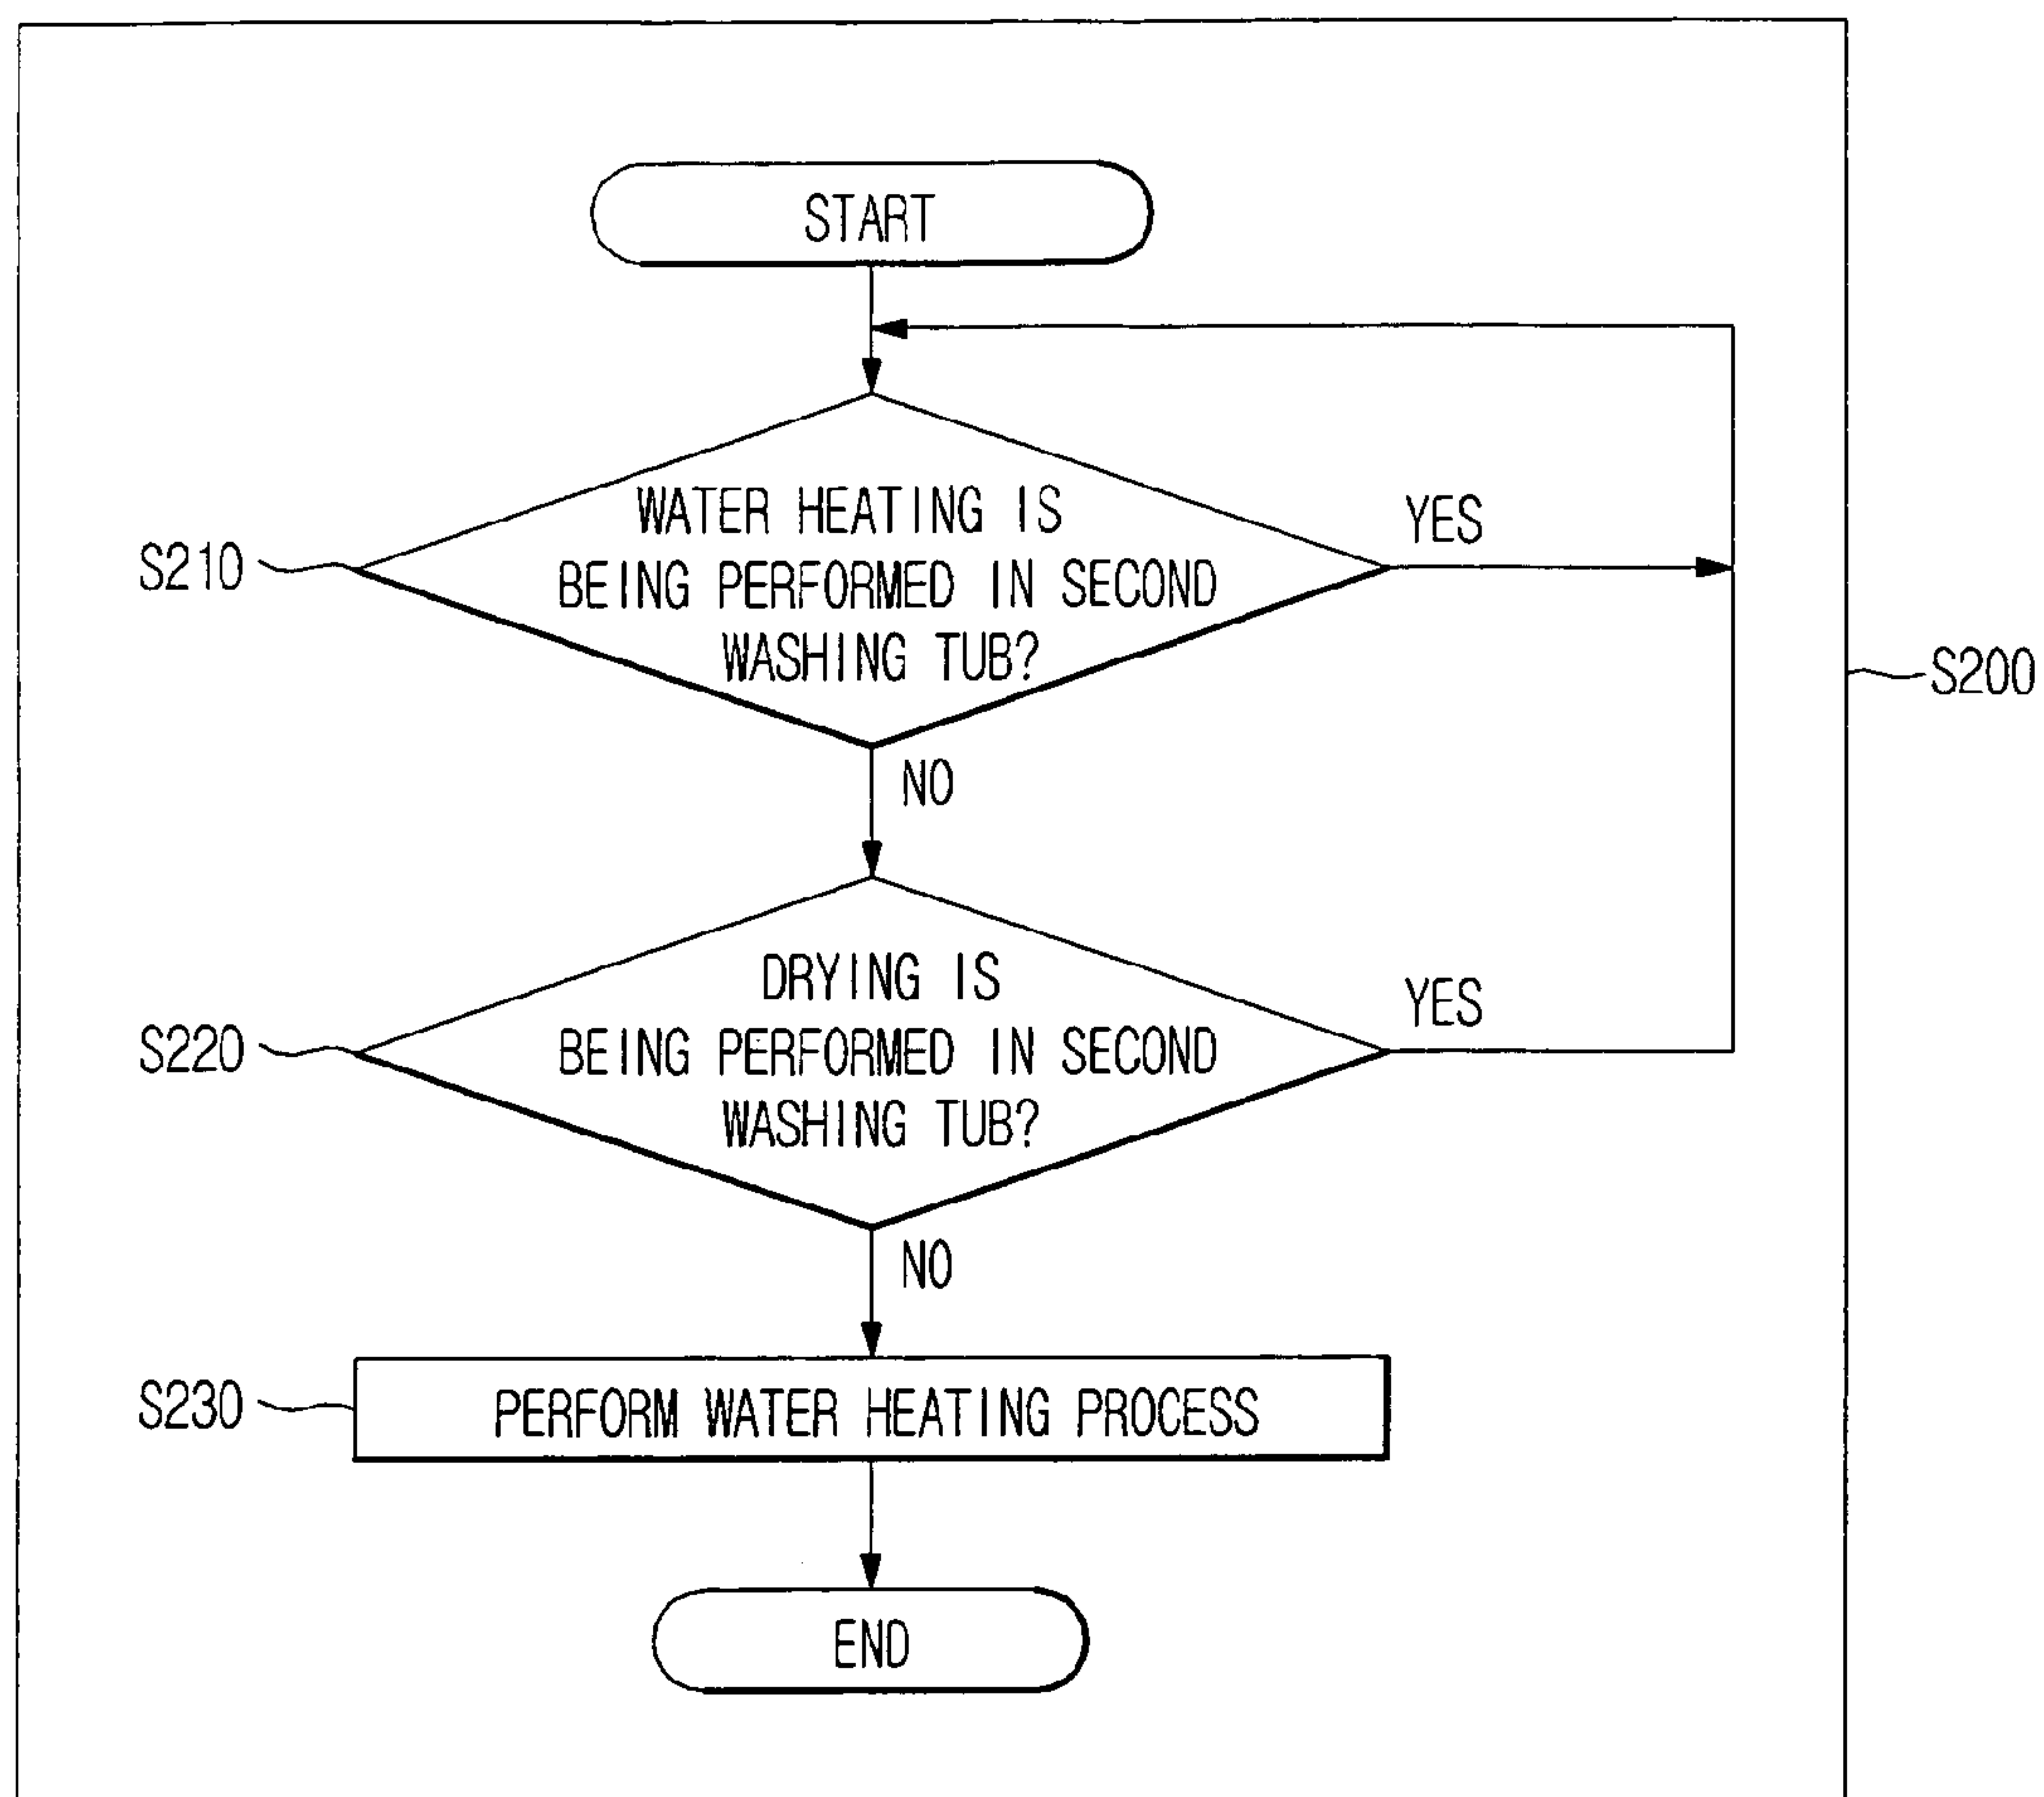 START
WATER HEATING IS
BEING PERFORMED IN SECOND
WASHING TUB?
YES
S210
S200
NO
DRYING IS
BEING PERFORMED IN SECOND
WASHING TUB?
YES
S220
NO
S230
PERFORM WATER HEATING PROCESS
END